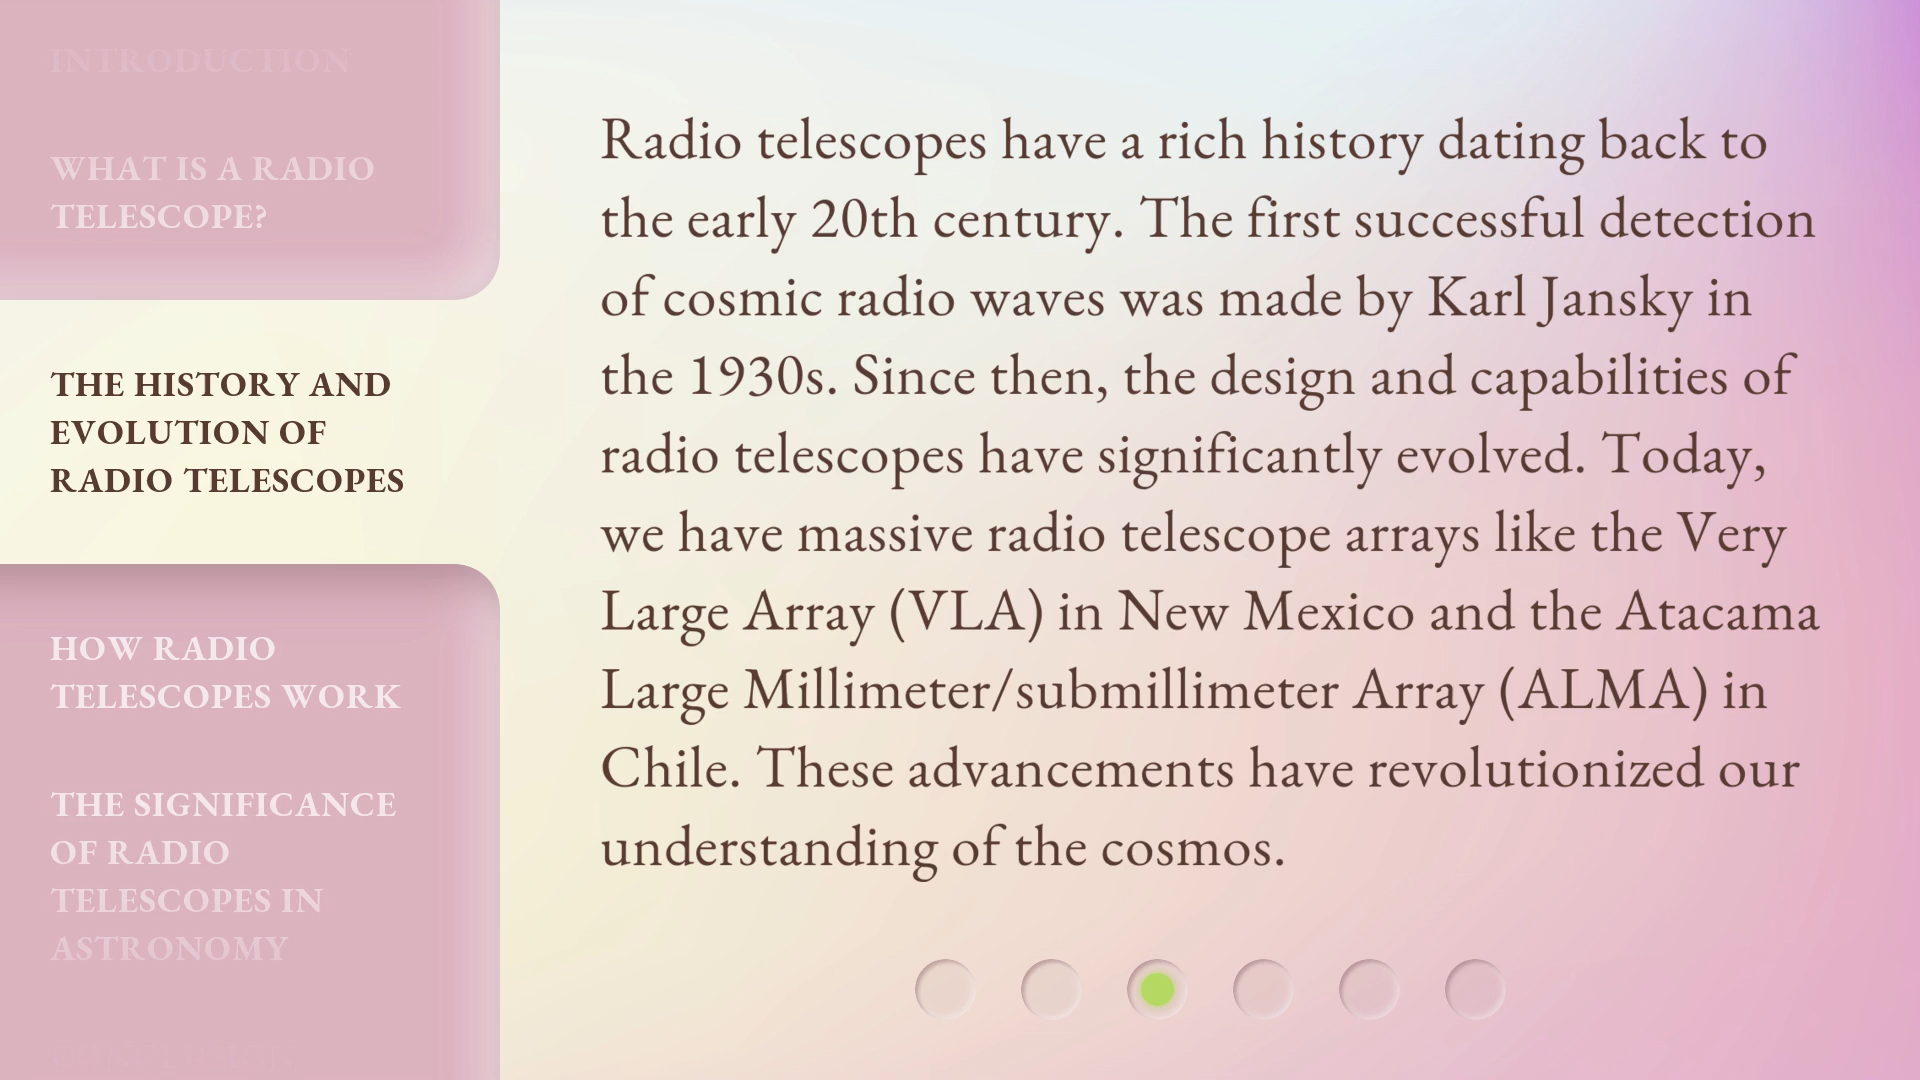 INTRODUCTION
WHAT IS A RADIO
TELESCOPE?
THE HISTORY AND
EVOLUTION OF
RADIO TELESCOPES
HOW RADIO
TELESCOPES WORK
THE SIGNIFICANCE
OF RADIO
TELESCOPES IN
ASTRONOMY
Radio telescopes have a rich history dating back to
the early 20th century. The first successful detection
of cosmic radio waves was made by Karl Jansky in
the 1930s. Since then, the design and capabilities of
radio telescopes have significantly evolved. Today,
we have massive radio telescope arrays like the Very
Large Array (VLA) in New Mexico and the Atacama
Large Millimeter/submillimeter Array (ALMA) in
Chile. These advancements have revolutionized our
understanding of the cosmos.